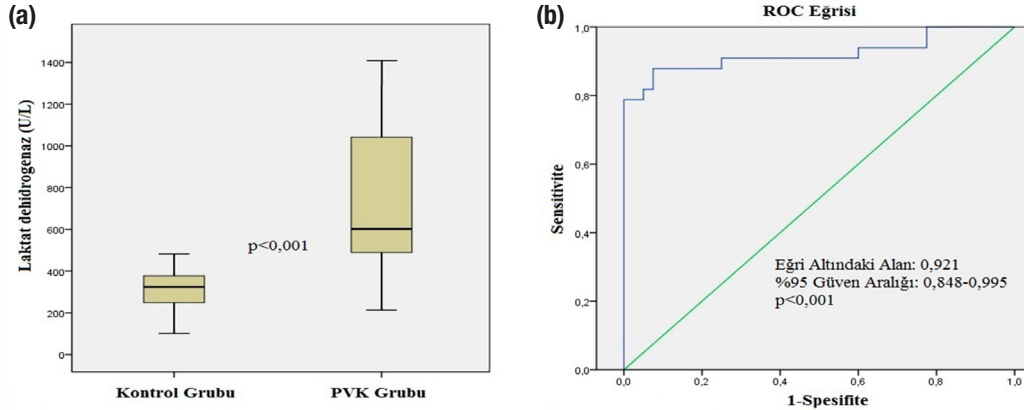 (a)
Laktat dehidrogenaz (U/L)
1400
1200
1000
800
600
400
200
0
p<0,001
Kontrol Grubu
PVK Grubu
(b)
ROC Eğrisi
Sensitivite
1,0
0,8
0,6
0,4
0,2
0,0
Eğri Altındaki Alan: 0,921
%95 Güven Aralığı: 0,848-0,995
p<0,001
0,0
0,2
0,4
0,6
0,8
1,0
1-Spesifite